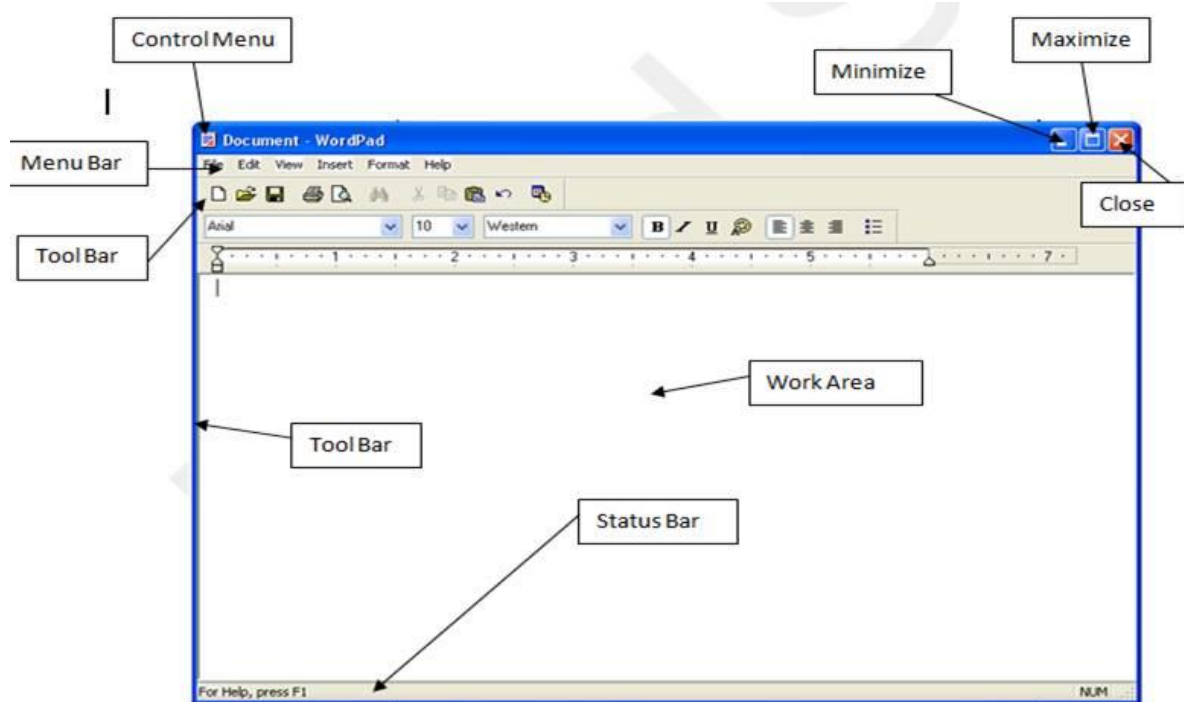 Control Menu
Maximize
Minimize
Document - WordPad
Menu Bar
File Edit View Insert Format Help
Close
Arial 10 Western B I U
Tool Bar
1 2 3 4 5 7
Work Area
Tool Bar
Status Bar
For Help, press F1 NUM